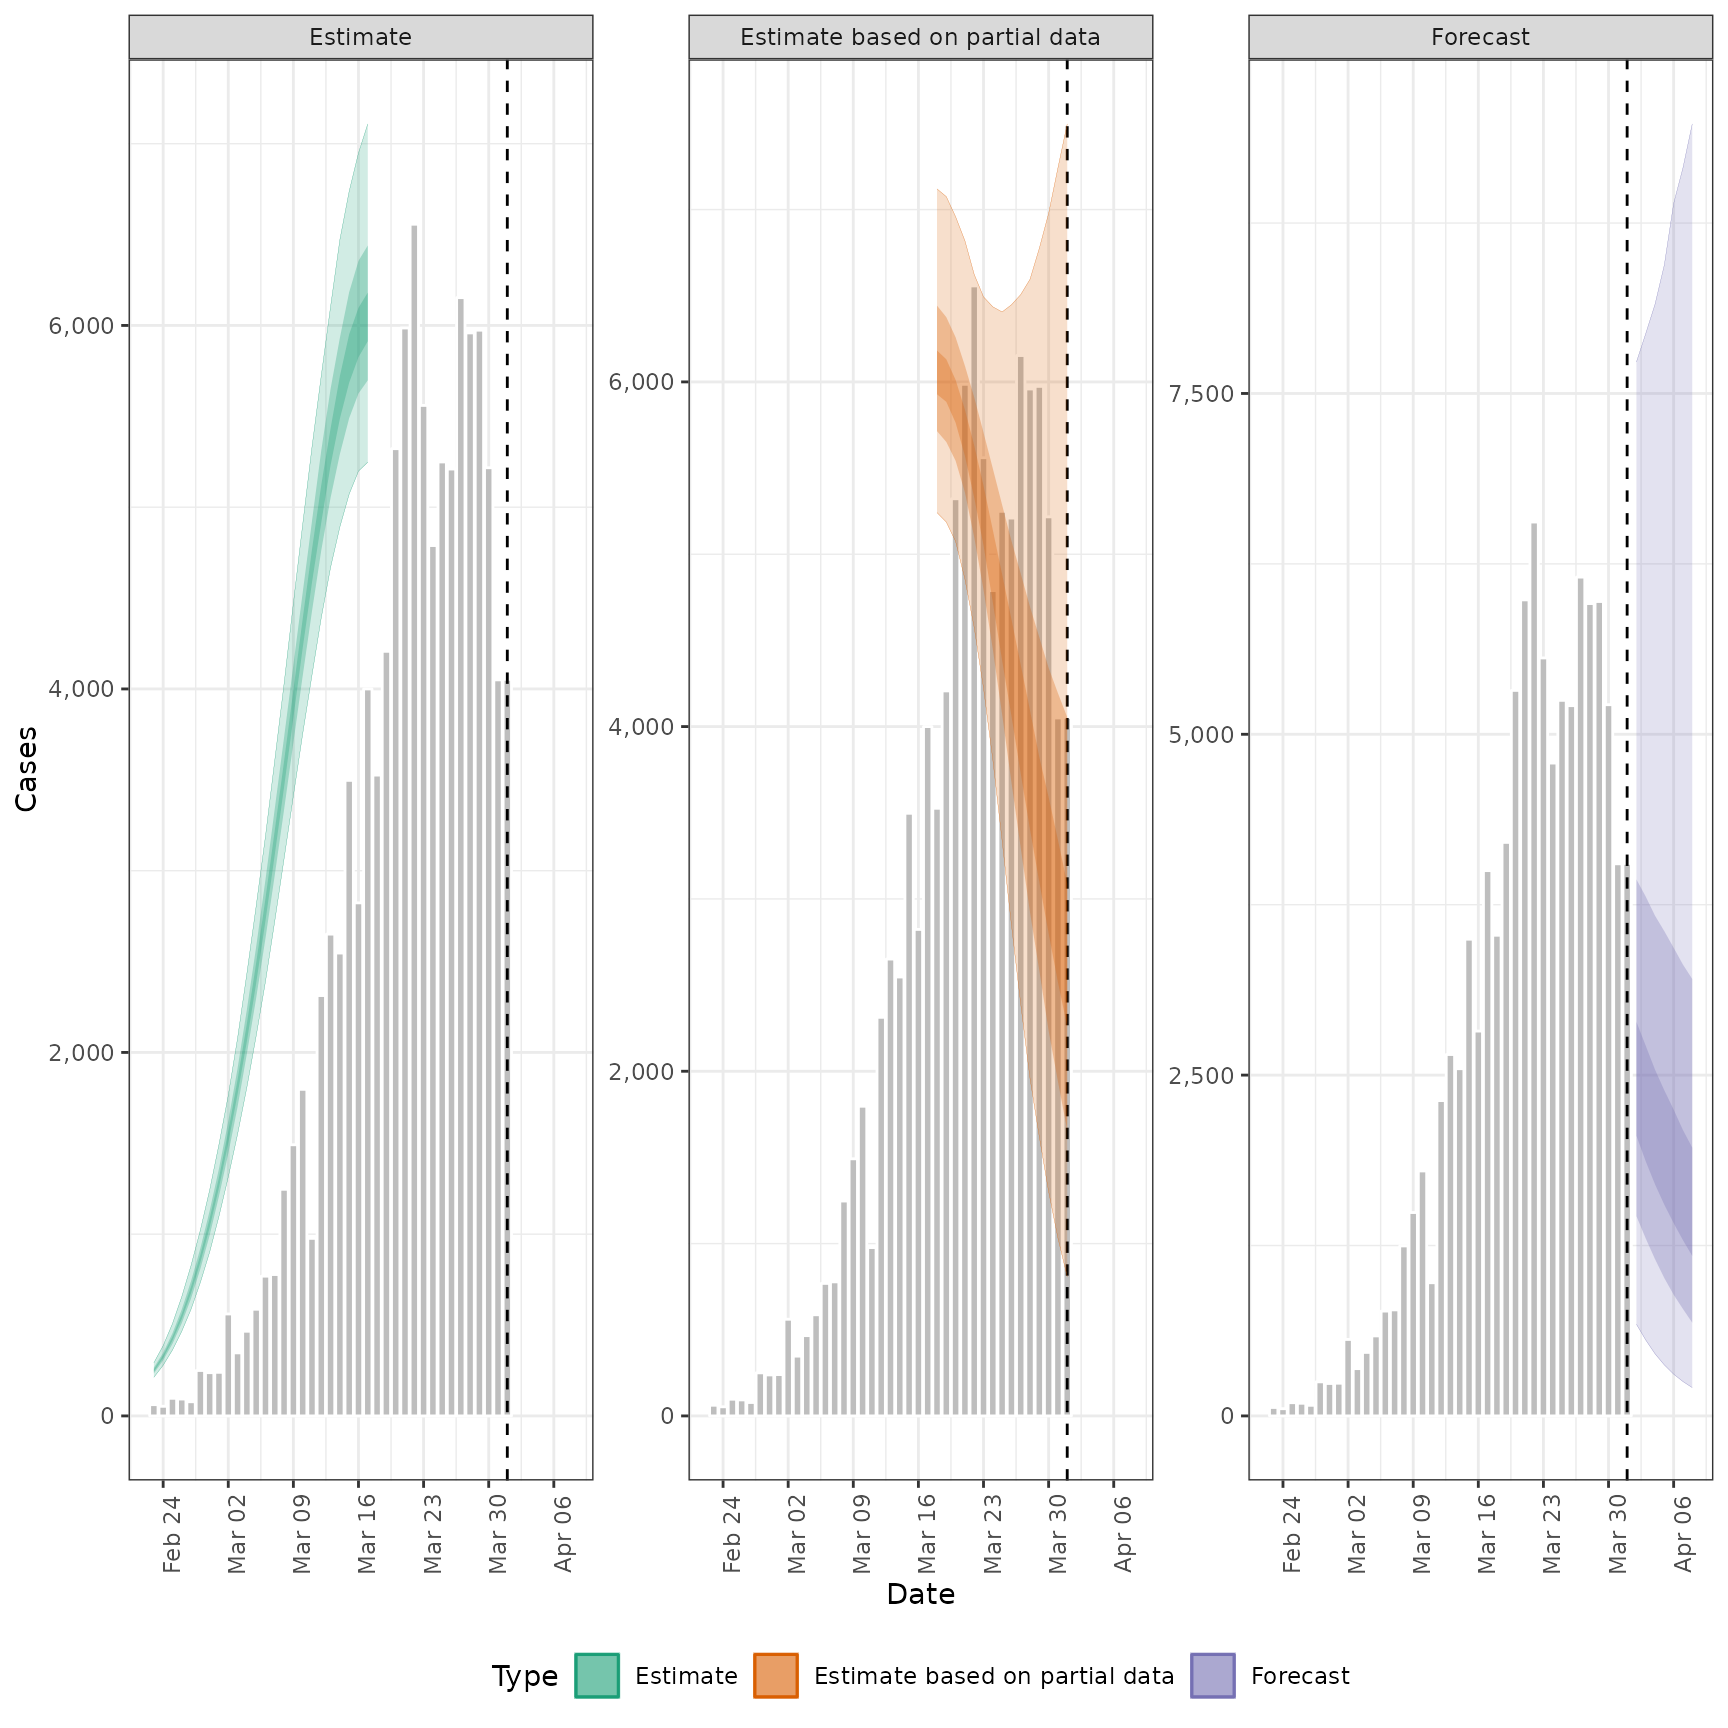 Estimate
Estimate based on partial data
Forecast
Cases
6,000
4,000
2,000
0
6,000
4,000
2,000
0
7,500
5,000
2,500
0
Feb 24
Mar 02
Mar 09
Mar 16
Mar 23
Mar 30
Apr 06
Feb 24
Mar 02
Mar 09
Mar 16
Mar 23
Mar 30
Apr 06
Feb 24
Mar 02
Mar 09
Mar 16
Mar 23
Mar 30
Apr 06
Date
Type Estimate Estimate based on partial data Forecast